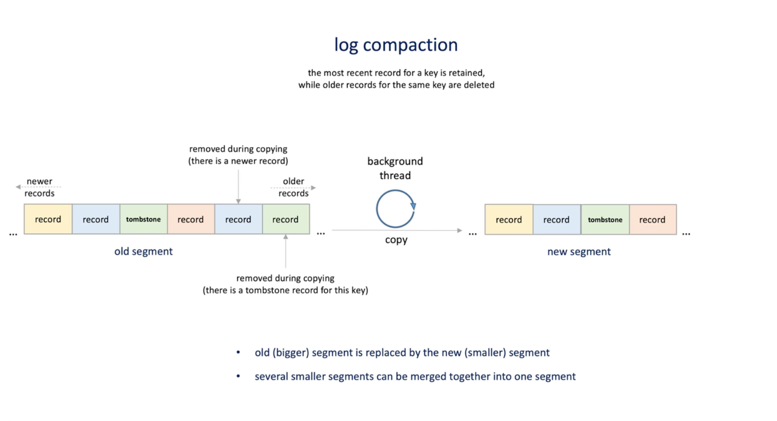 log compaction
the most recent record for a key is retained,
while older records for the same key are deleted
removed during copying
(there is a newer record)
newer
records
older
records
background
thread
... record record tombstone record record record ...
copy
... record record tombstone record ...
old segment
new segment
removed during copying
(there is a tombstone record for this key)
• old (bigger) segment is replaced by the new (smaller) segment
• several smaller segments can be merged together into one segment